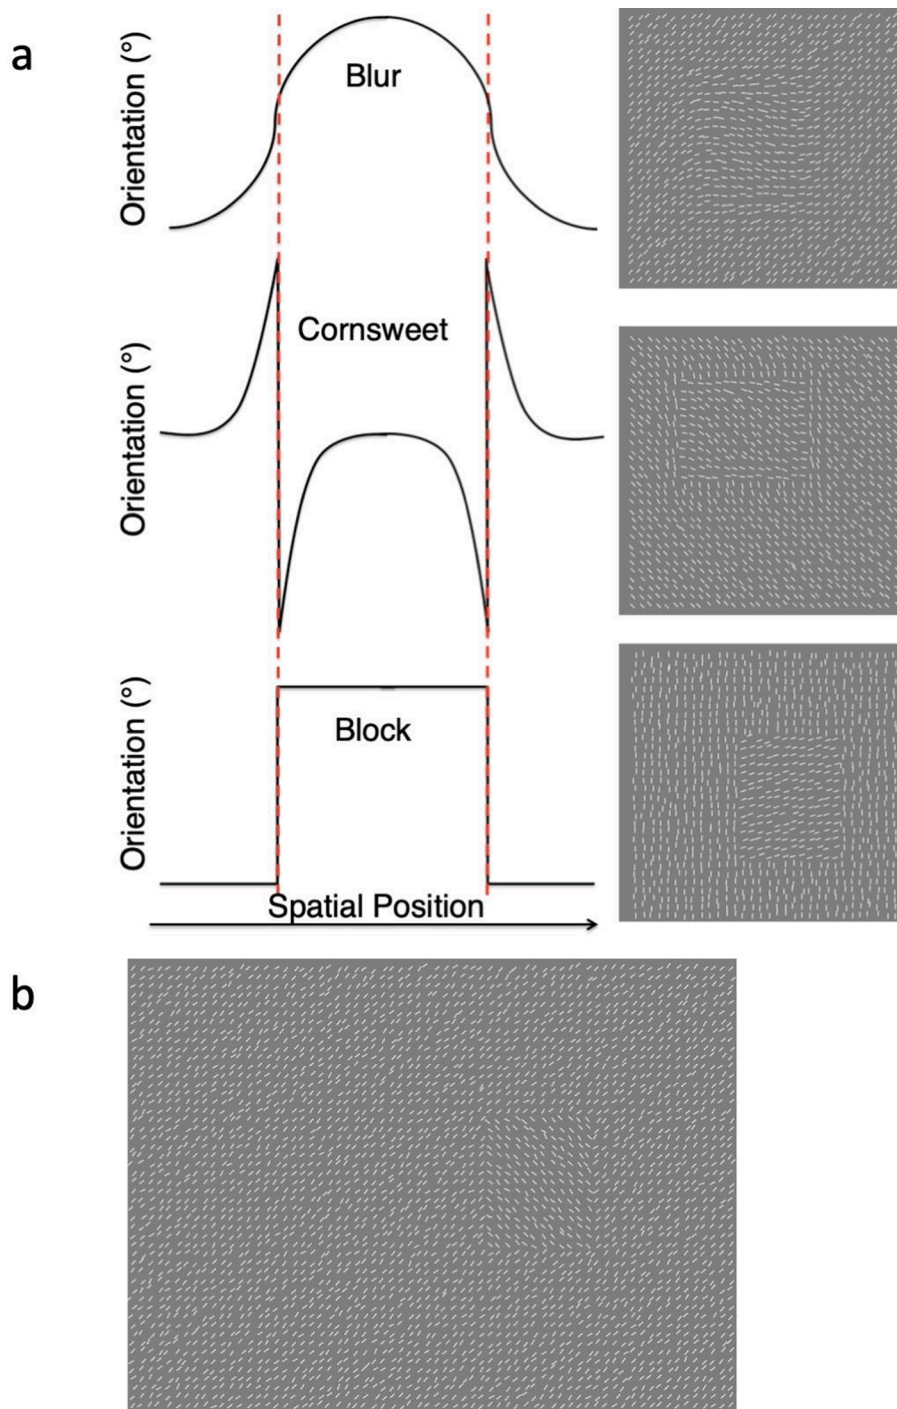 a
Orientation (°)
Blur
Orientation (°)
Cornsweet
Orientation (°)
Block
Spatial Position
b